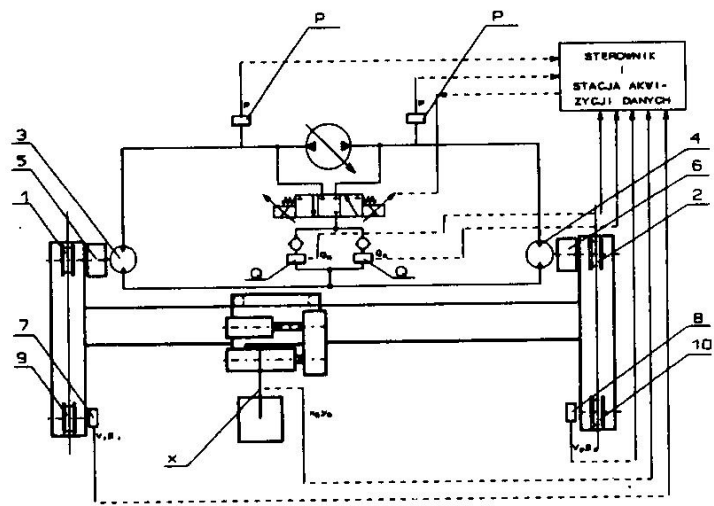 P
P
STEROWNIK
I
STACJA AKWI-
ZYCJI DANYCH
P
P
3
5
1
4
6
2
Q
Q
7
9
8
10
X